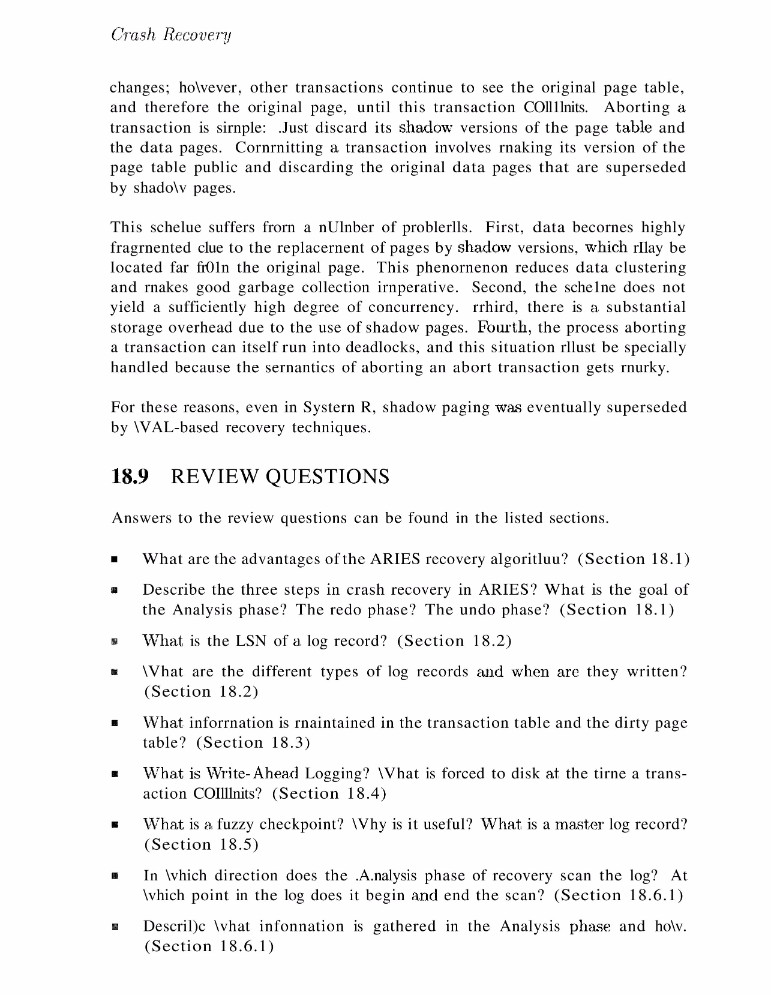 Crash Recovery
changes; ho\vever, other transactions continue to see the original page table,
and therefore the original page, until this transaction COll1lnits. Aborting a
transaction is sirnple: .Just discard its shadow versions of the page table and
the data pages. Cornrnitting a transaction involves rnaking its version of the
page table public and discarding the original data pages that are superseded
by shado\v pages.
This schelue suffers frorn a nUlnber of problerlls. First, data becornes highly
fragrnented clue to the replacernent of pages by shadow versions, which rllay be
located far fr0ln the original page. This phenornenon reduces data clustering
and rnakes good garbage collection irnperative. Second, the sche1ne does not
yield a sufficiently high degree of concurrency. rrhird, there is a substantial
storage overhead due to the use of shadow pages. Fourth, the process aborting
a transaction can itself run into deadlocks, and this situation rllust be specially
handled because the sernantics of aborting an abort transaction gets rnurky.
For these reasons, even in Systern R, shadow paging was eventually superseded
by \VAL-based recovery techniques.
18.9 REVIEW QUESTIONS
Answers to the review questions can be found in the listed sections.
■ What are the advantages of the ARIES recovery algoritluu? (Section 18.1)
■ Describe the three steps in crash recovery in ARIES? What is the goal of
the Analysis phase? The redo phase? The undo phase? (Section 18.1)
■ What is the LSN of a log record? (Section 18.2)
■ \Vhat are the different types of log records and when are they written?
(Section 18.2)
■ What inforrnation is rnaintained in the transaction table and the dirty page
table? (Section 18.3)
■ What is Write-Ahead Logging? \Vhat is forced to disk at the tirne a trans-
action COIlllnits? (Section 18.4)
■ What is a fuzzy checkpoint? \Vhy is it useful? What is a master log record?
(Section 18.5)
■ In \vhich direction does the .A.nalysis phase of recovery scan the log? At
\vhich point in the log does it begin and end the scan? (Section 18.6.1)
■ Descril)c \vhat infonnation is gathered in the Analysis phase and ho\v.
(Section 18.6.1)